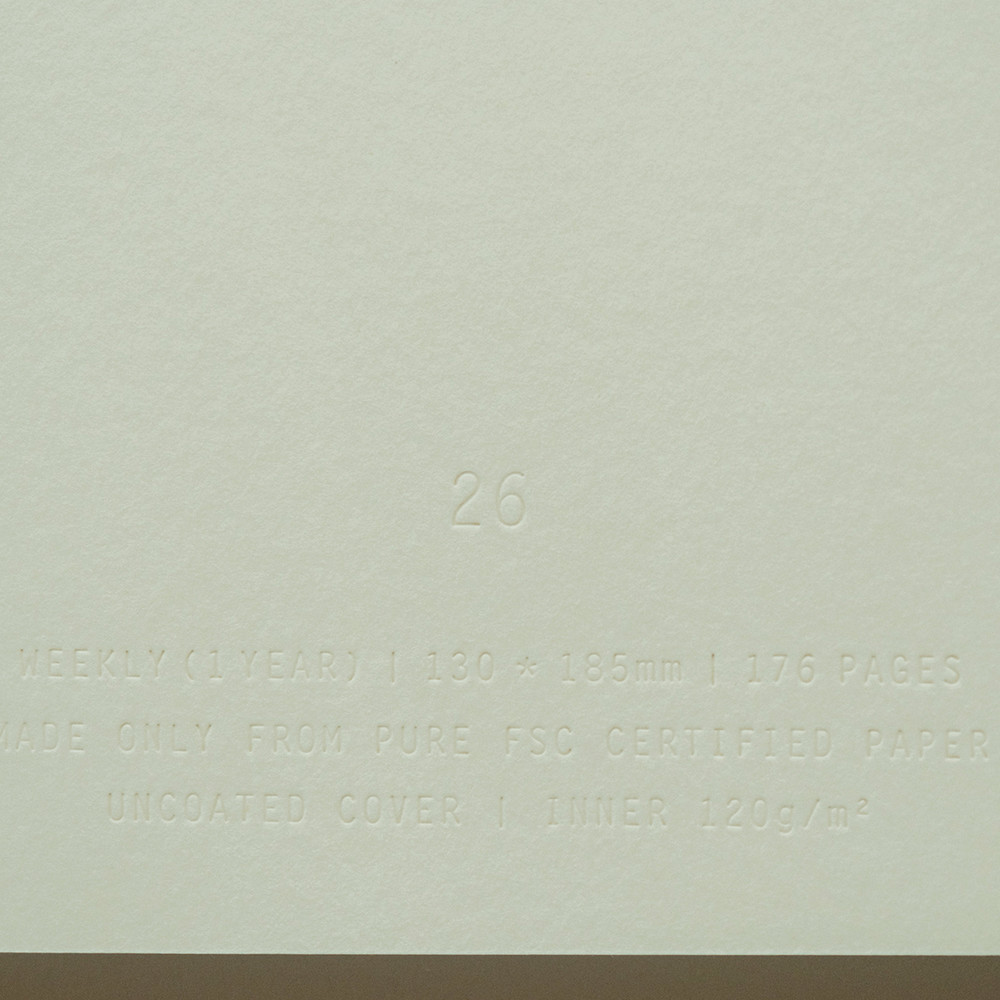 26
WEEKLY (1 YEAR) | 130 * 185mm | 176 PAGES
MADE ONLY FROM PURE FSC CERTIFIED PAPER
UNCOATED COVER | INNER 120g/m²